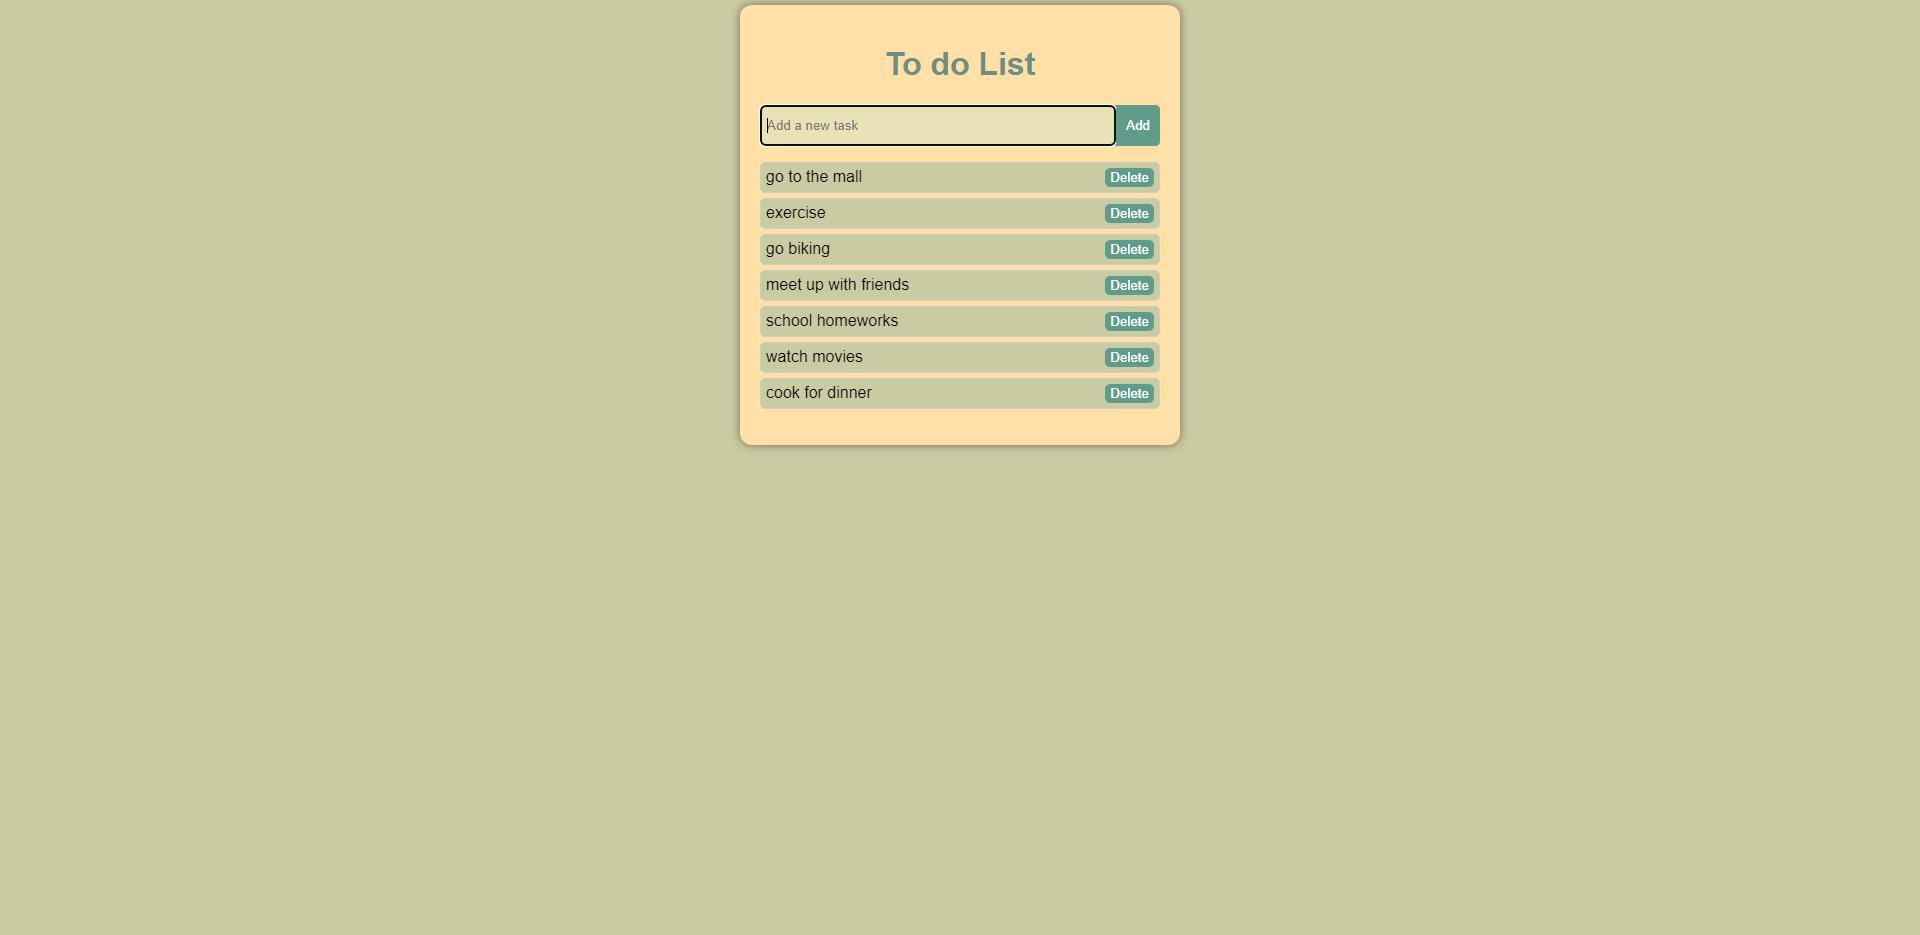 To do List
Add a new task Add
go to the mall Delete
exercise Delete
go biking Delete
meet up with friends Delete
school homeworks Delete
watch movies Delete
cook for dinner Delete